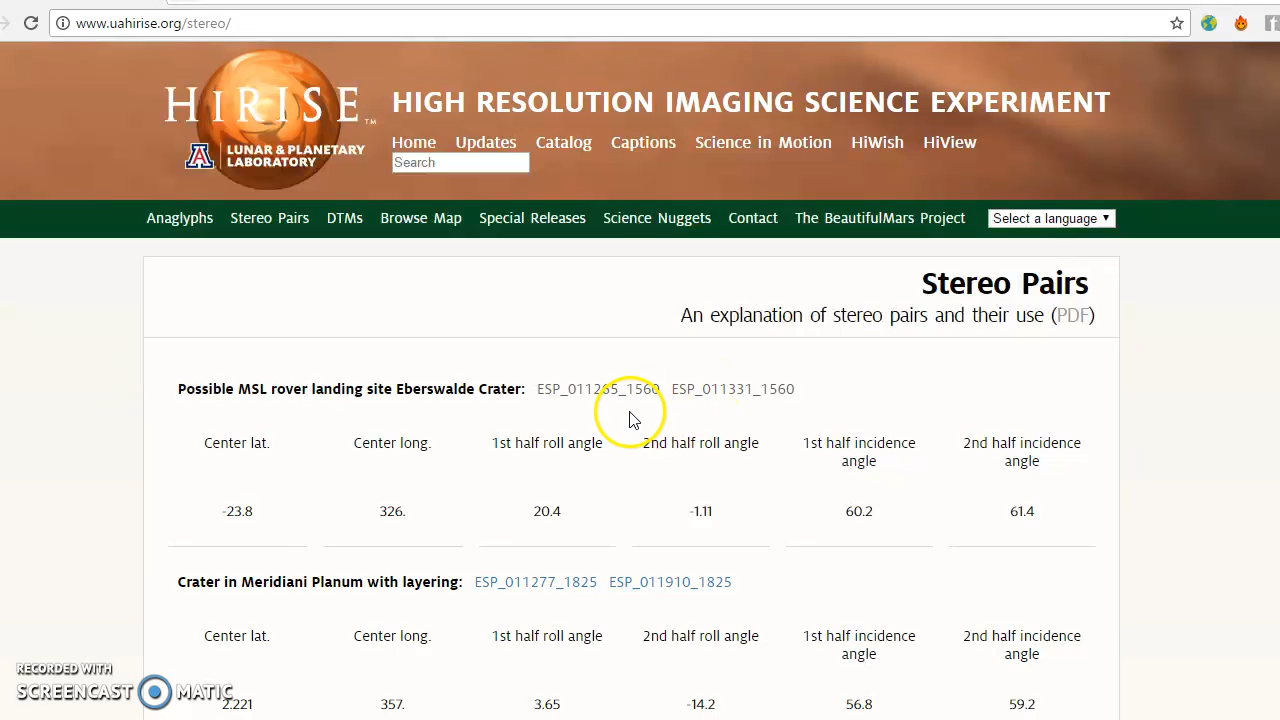 www.uahirise.org/stereo/
HiRISE™
LUNAR & PLANETARY
LABORATORY
HIGH RESOLUTION IMAGING SCIENCE EXPERIMENT
Home Updates Catalog Captions Science in Motion HiWish HiView
Search
Anaglyphs Stereo Pairs DTMs Browse Map Special Releases Science Nuggets Contact The BeautifulMars Project Select a language
Stereo Pairs
An explanation of stereo pairs and their use (PDF)
Possible MSL rover landing site Eberswalde Crater: ESP_011265_1560 ESP_011331_1560
Center lat. Center long. 1st half roll angle 2nd half roll angle 1st half incidence angle 2nd half incidence angle
-23.8 326. 20.4 -1.11 60.2 61.4
Crater in Meridiani Planum with layering: ESP_011277_1825 ESP_011910_1825
Center lat. Center long. 1st half roll angle 2nd half roll angle 1st half incidence angle 2nd half incidence angle
2.221 357. 3.65 -14.2 56.8 59.2
RECORDED WITH
SCREENCAST MATIC